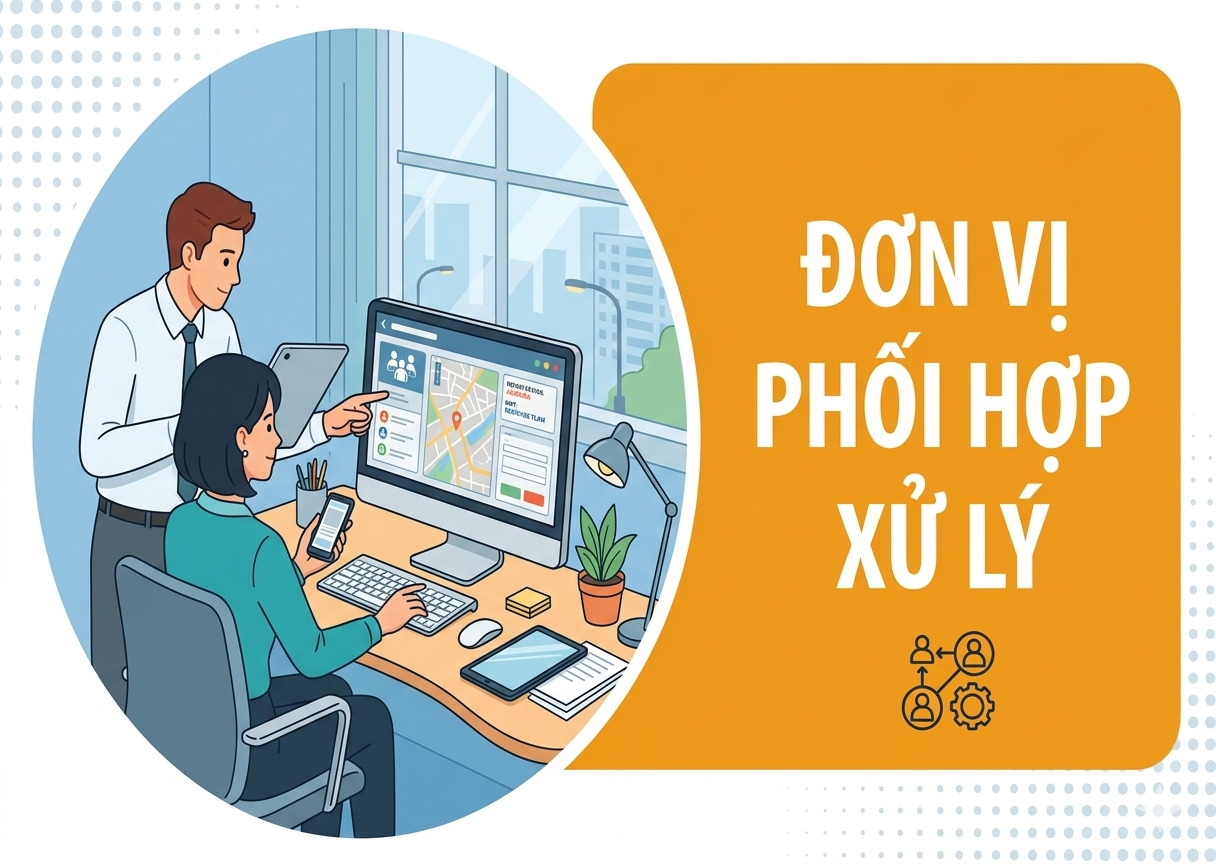 ĐƠN VỊ
PHỐI HỢP
XỬ LÝ